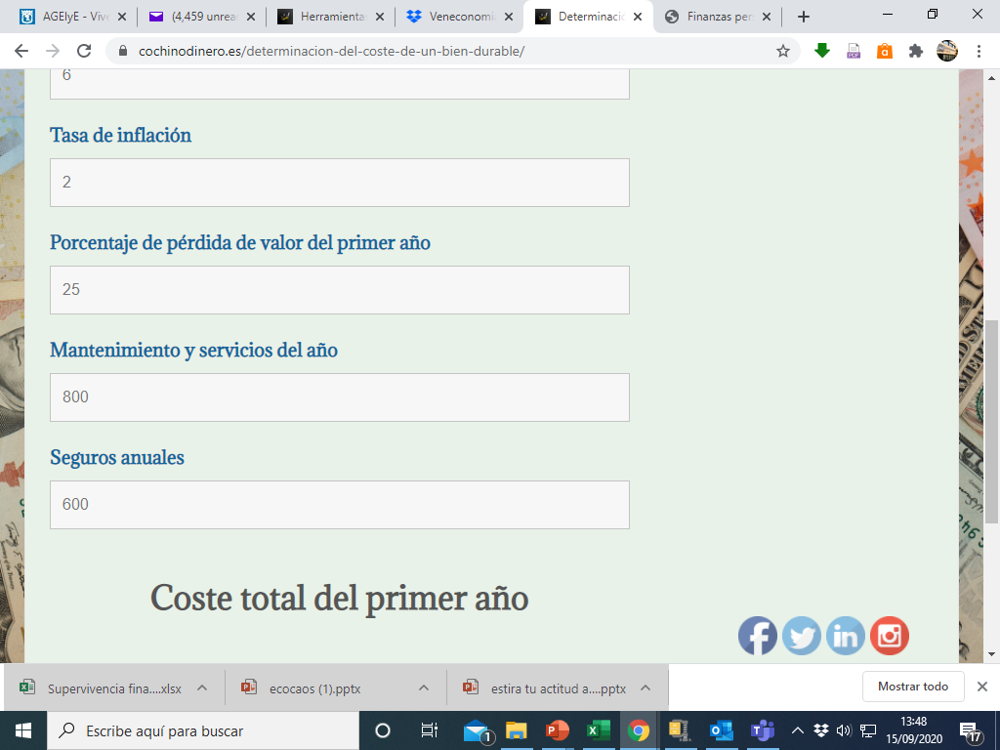 AGEIyE - Vive
(4,459 unrea
Herramienta
Veneconomi
Determinació
Finanzas per
cochinodinero.es/determinacion-del-coste-de-un-bien-durable/
PDF
a
6
Tasa de inflación
2
Porcentaje de pérdida de valor del primer año
25
Mantenimiento y servicios del año
800
Seguros anuales
600
Coste total del primer año
Supervivencia fina....xlsx
ecocaos (1).pptx
estira tu actitud a....pptx
Mostrar todo
Escribe aquí para buscar
1
13:48
15/09/2020
17